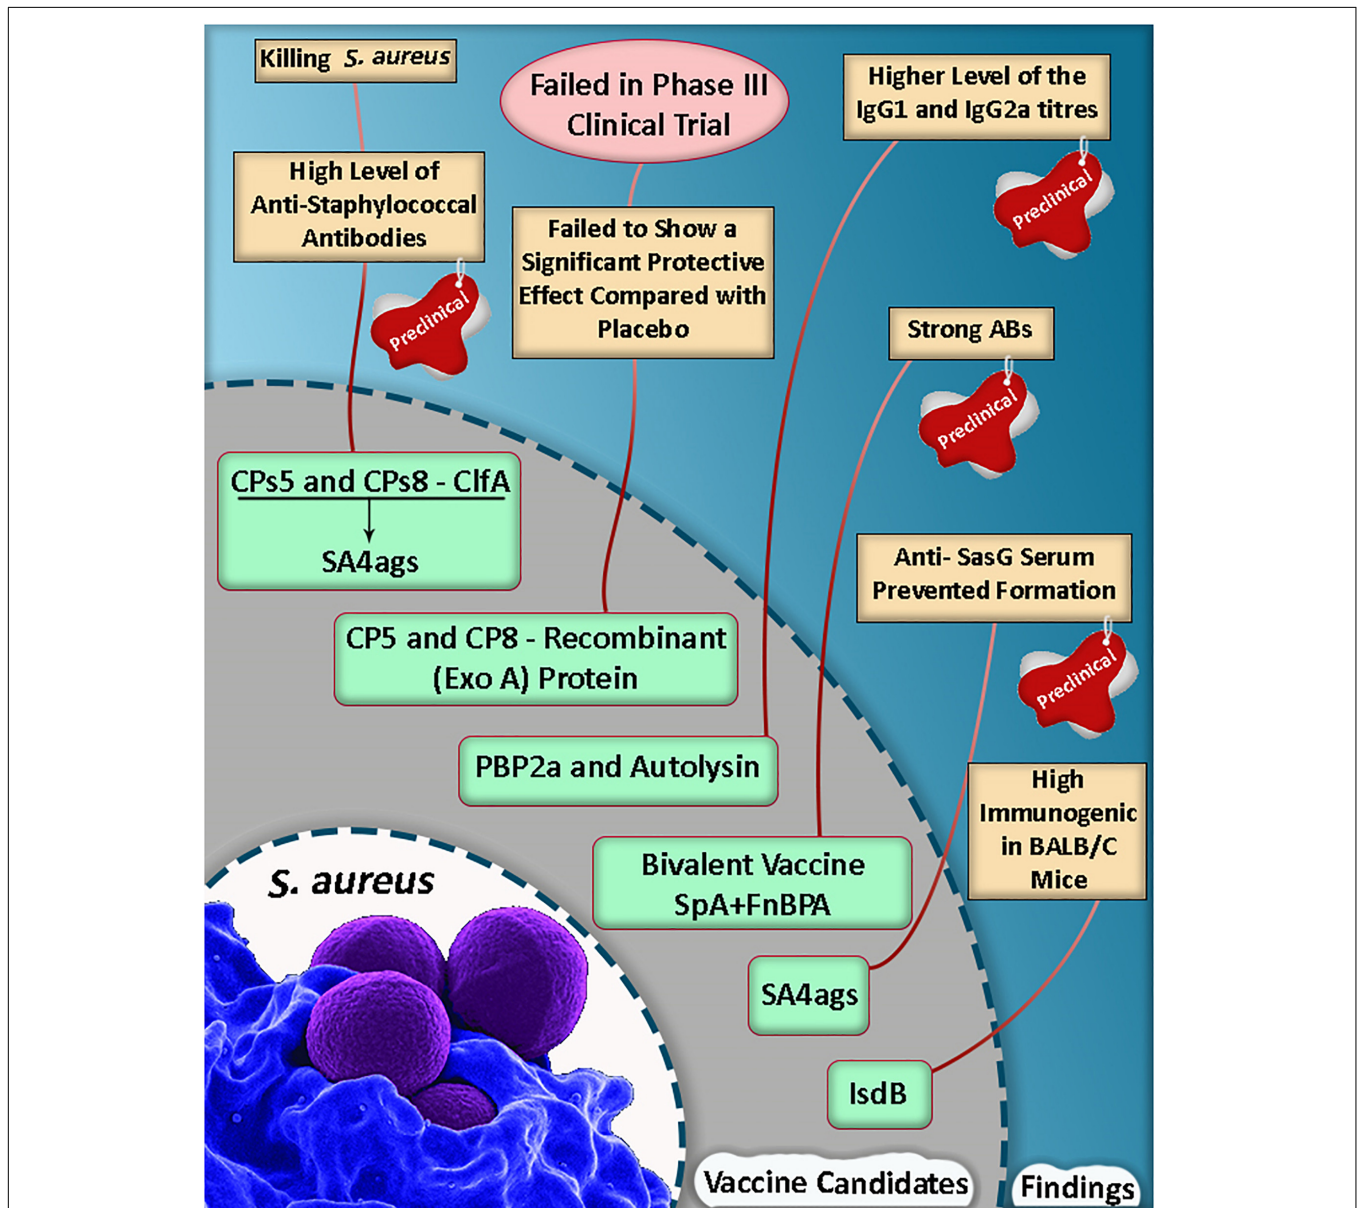 Killing S. aureus
High Level of
Anti-Staphylococcal
Antibodies
Preclinical
CPs5 and CPs8 - ClfA
SA4ags
Failed in Phase III
Clinical Trial
Failed to Show a
Significant Protective
Effect Compared with
Placebo
CP5 and CP8 - Recombinant
(Exo A) Protein
Higher Level of the
IgG1 and IgG2a titres
Preclinical
PBP2a and Autolysin
Strong ABs
Preclinical
Bivalent Vaccine
SpA+FnBPA
Anti- SasG Serum
Prevented Formation
Preclinical
SA4ags
High
Immunogenic
in BALB/C
Mice
IsdB
S. aureus
Vaccine Candidates
Findings